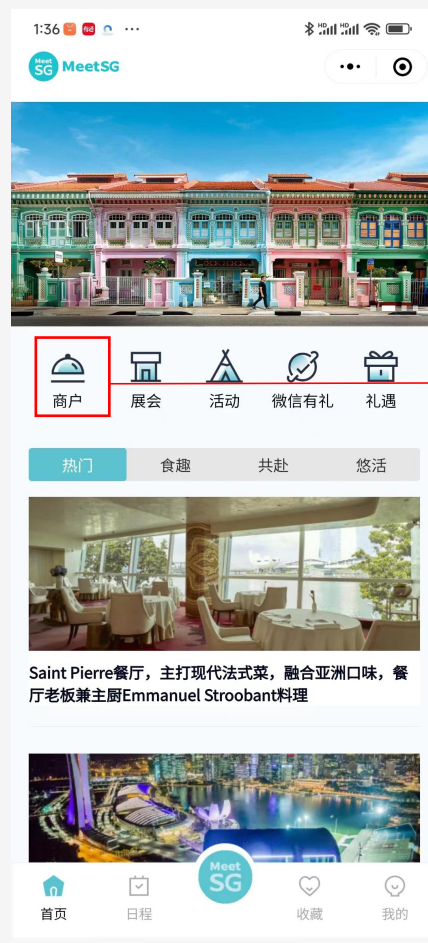 1:36
Meet
SG MeetSG
商户 展会 活动 微信有礼 礼遇
热门 食趣 共赴 悠活
Saint Pierre餐厅，主打现代法式菜，融合亚洲口味，餐
厅老板兼主厨Emmanuel Stroobant料理
Meet
SG
首页 日程 收藏 我的